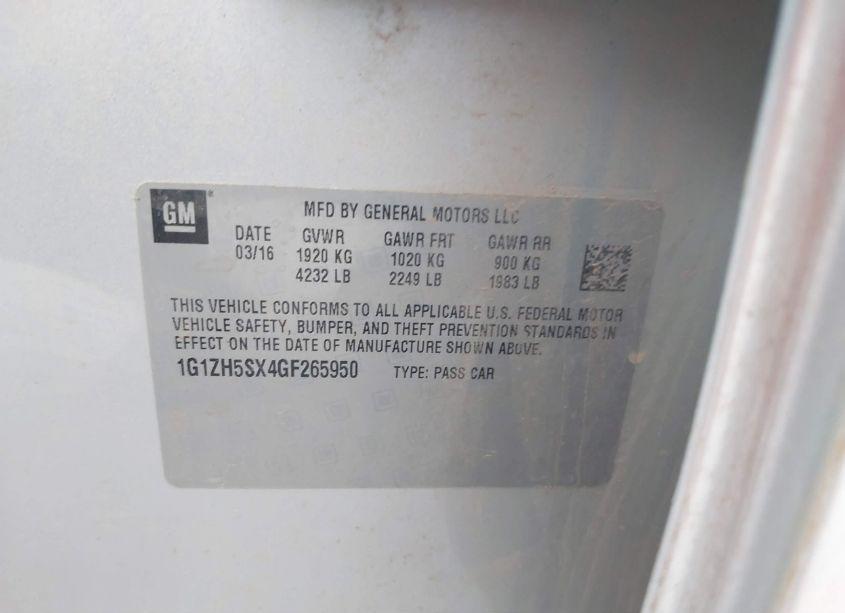 GM
MFD BY GENERAL MOTORS LLC
DATE GVWR GAWR FRT GAWR RR
03/16 1920 KG 1020 KG 900 KG
4232 LB 2249 LB 1983 LB
THIS VEHICLE CONFORMS TO ALL APPLICABLE U.S. FEDERAL MOTOR
VEHICLE SAFETY, BUMPER, AND THEFT PREVENTION STANDARDS IN
EFFECT ON THE DATE OF MANUFACTURE SHOWN ABOVE.
1G1ZH5SX4GF265950 TYPE: PASS CAR